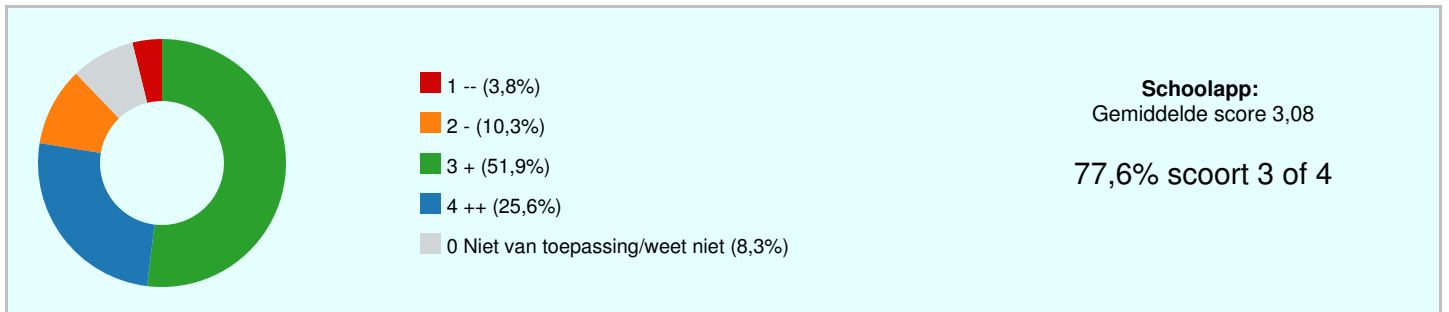 1 -- (3,8%)
2 - (10,3%)
3 + (51,9%)
4 ++ (25,6%)
0 Niet van toepassing/weet niet (8,3%)
Schoolapp:
Gemiddelde score 3,08
77,6% scoort 3 of 4